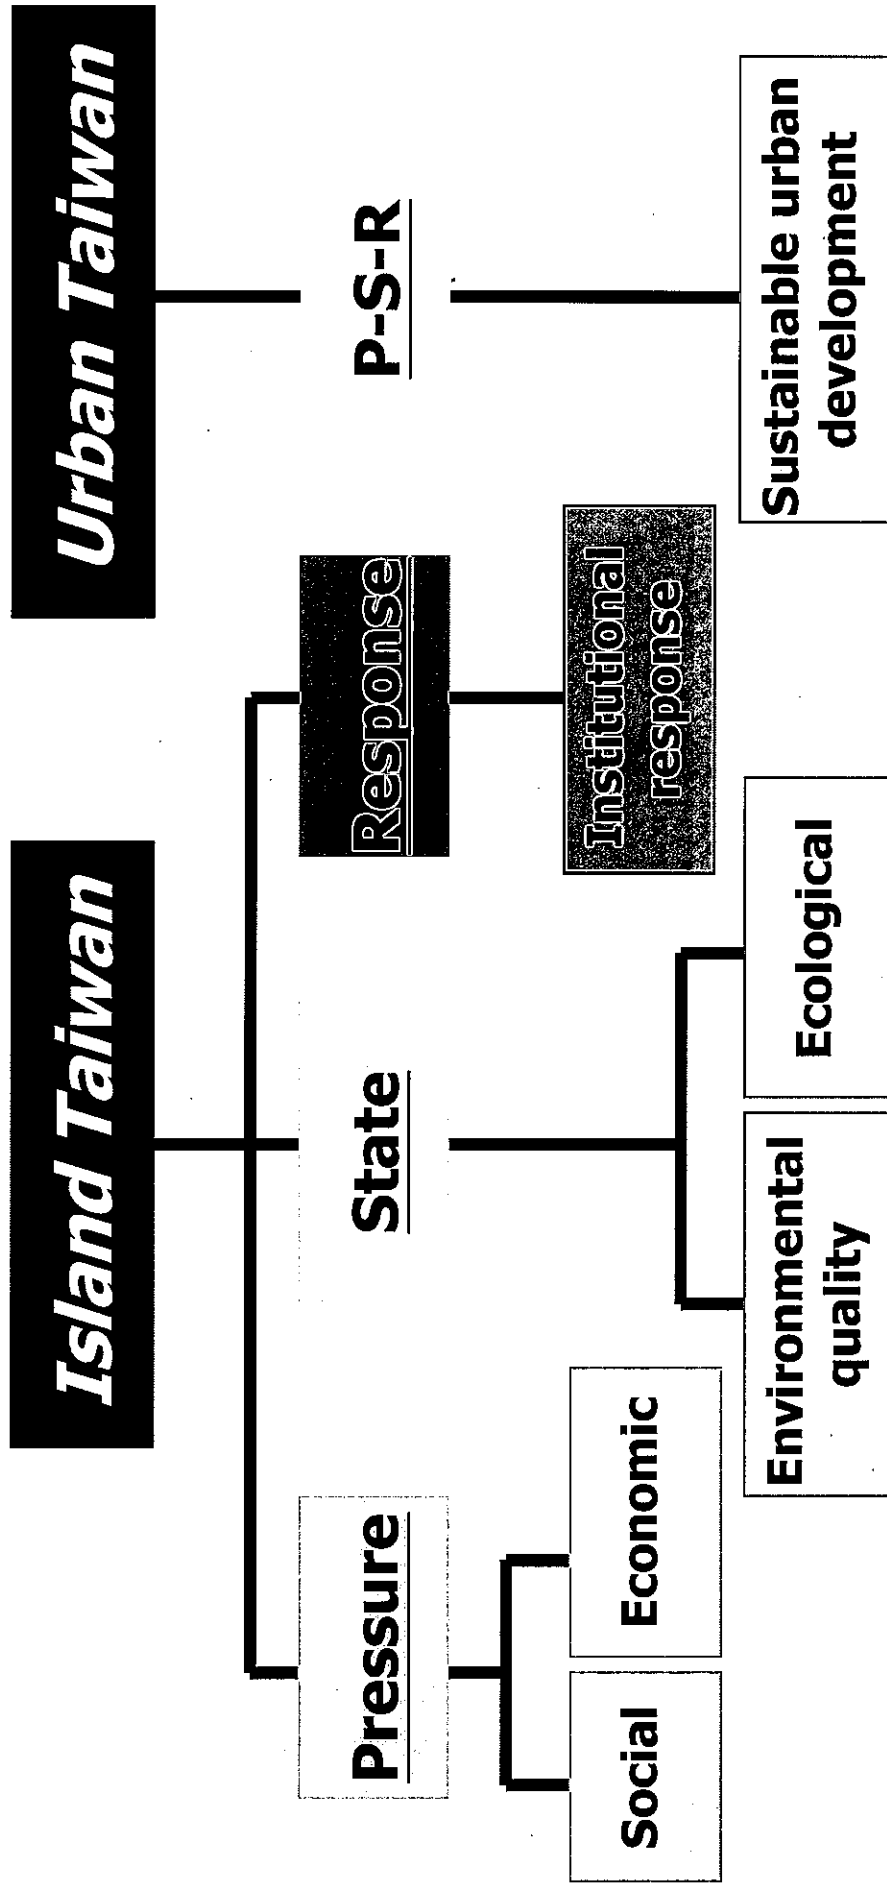 Island Taiwan
Urban Taiwan
Pressure
State
Response
P-S-R
Social
Economic
Institutional
response
Environmental
quality
Ecological
Sustainable urban
development